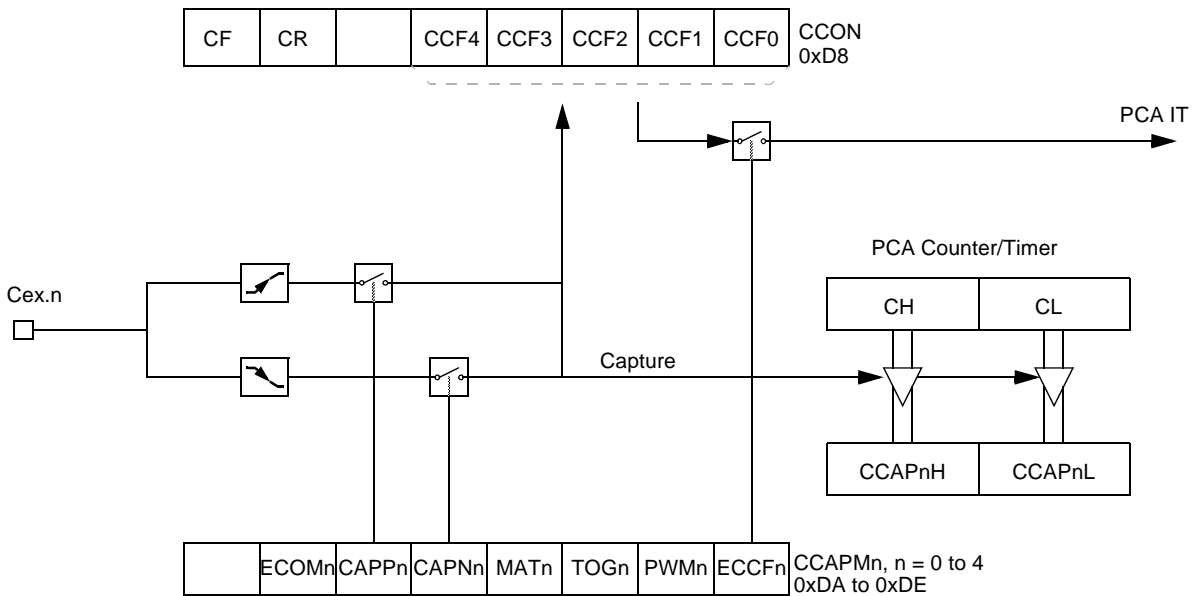 CF CR CCF4 CCF3 CCF2 CCF1 CCF0 CCON
0xD8
PCA IT
PCA Counter/Timer
Cex.n
CH CL
Capture
CCAPnH CCAPnL
ECOMn CAPPn CAPNn MATn TOGn PWMn ECCFn CCAPMn, n = 0 to 4
0xDA to 0xDE